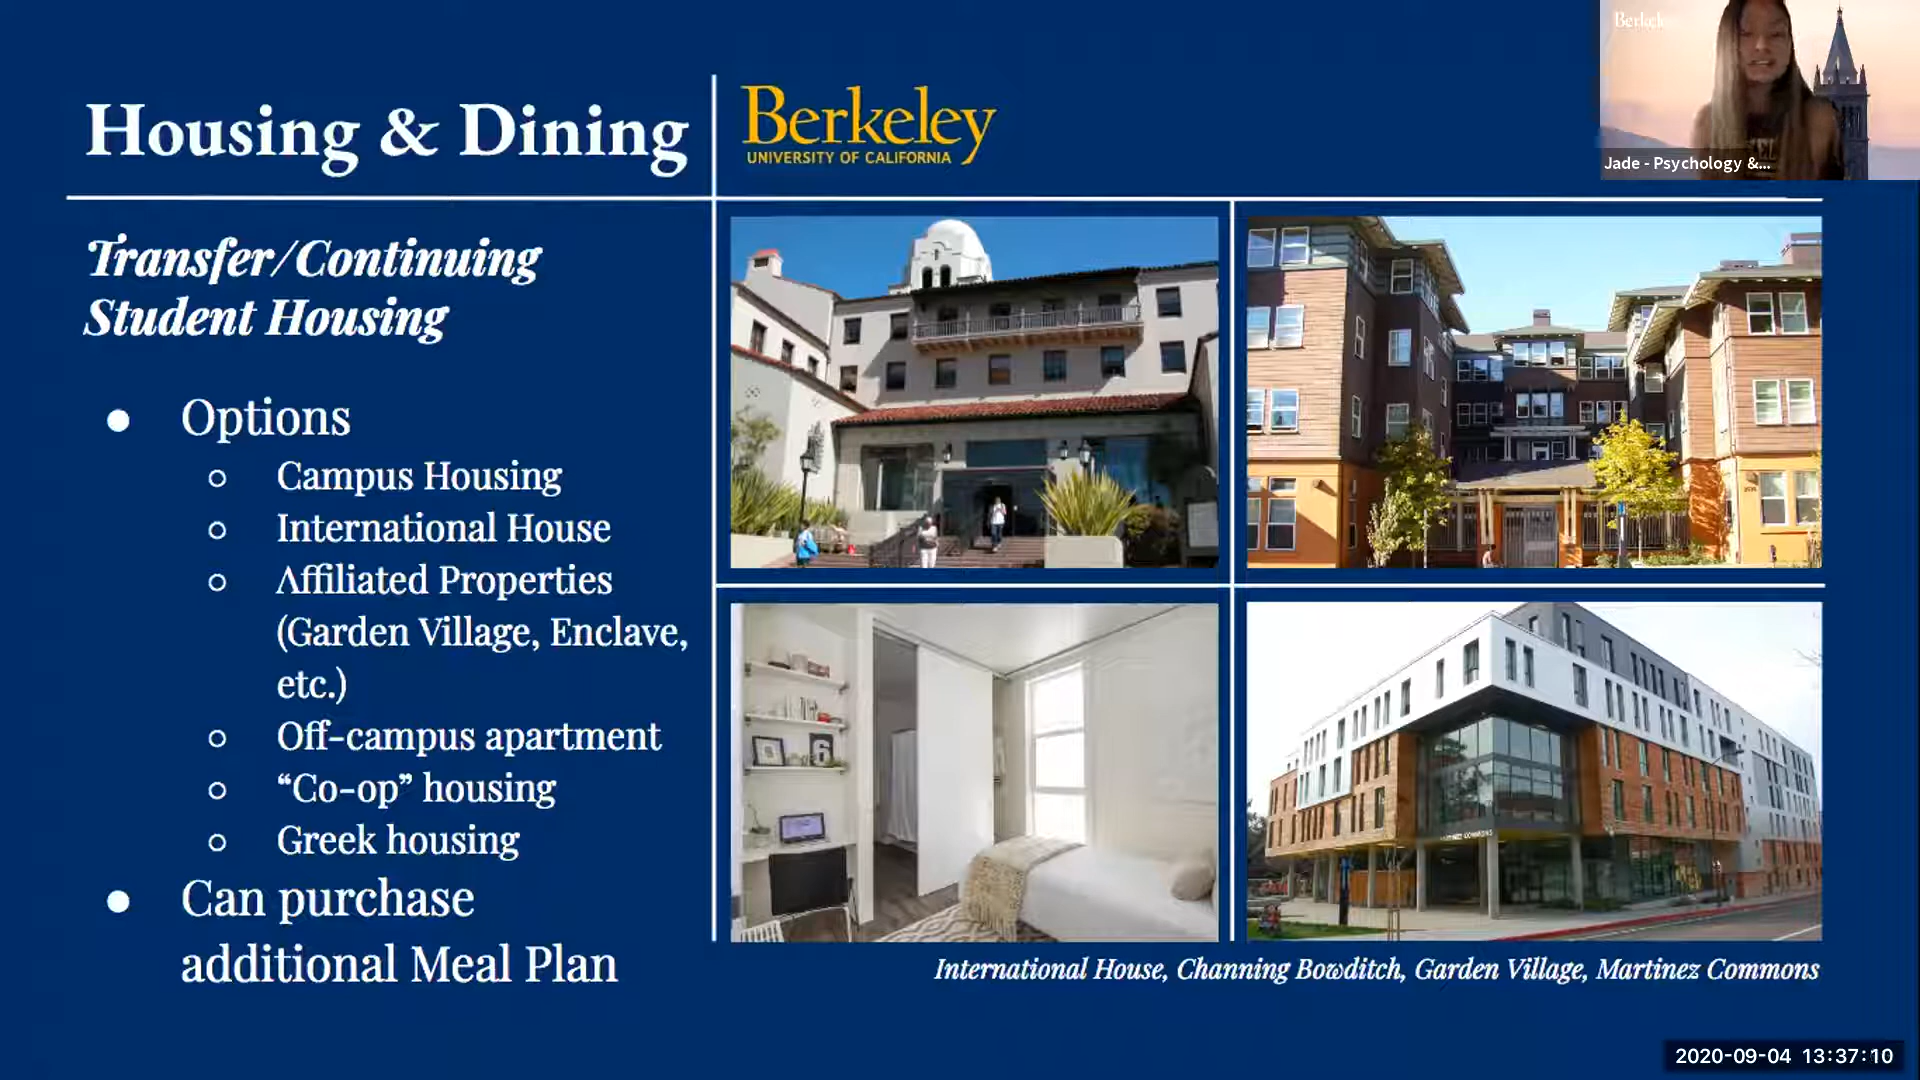 Housing & Dining
Berkeley
UNIVERSITY OF CALIFORNIA
Jade - Psychology &...
Transfer/Continuing
Student Housing
● Options
○ Campus Housing
○ International House
○ Affiliated Properties
(Garden Village, Enclave,
etc.)
○ Off-campus apartment
○ “Co-op” housing
○ Greek housing
● Can purchase
additional Meal Plan
International House, Channing Bowditch, Garden Village, Martinez Commons
2020-09-04 13:37:10